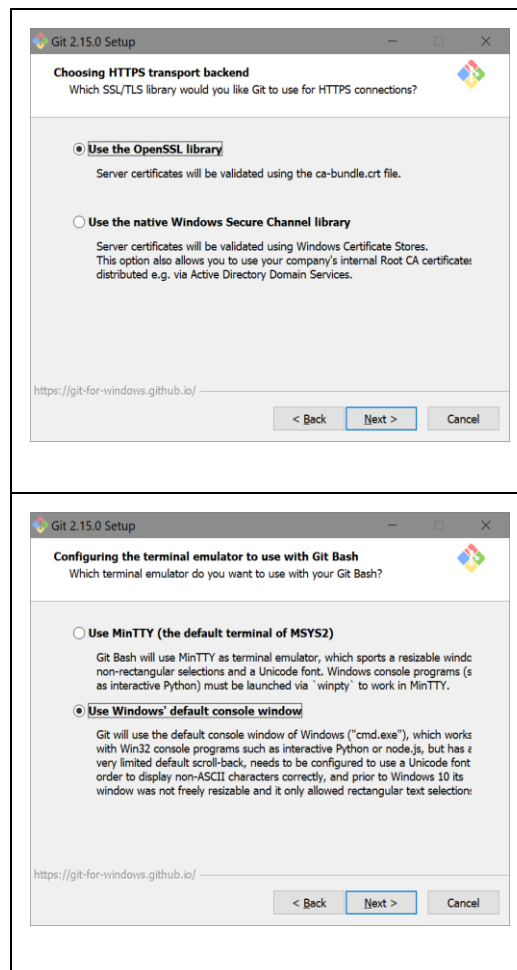 Git 2.15.0 Setup
Choosing HTTPS transport backend
Which SSL/TLS library would you like Git to use for HTTPS connections?
Use the OpenSSL library
Server certificates will be validated using the ca-bundle.crt file.
Use the native Windows Secure Channel library
Server certificates will be validated using Windows Certificate Stores.
This option also allows you to use your company's internal Root CA certificates
distributed e.g. via Active Directory Domain Services.
https://git-for-windows.github.io/
< Back Next > Cancel
Git 2.15.0 Setup
Configuring the terminal emulator to use with Git Bash
Which terminal emulator do you want to use with your Git Bash?
Use MinTTY (the default terminal of MSYS2)
Git Bash will use MinTTY as terminal emulator, which sports a resizable
non-rectangular selections and a Unicode font. Windows console programs
as interactive Python) must be launched via `winpty` to work in MinTTY.
Use Windows' default console window
Git will use the default console window of Windows ("cmd.exe"), which works
with Win32 console programs such as interactive Python or node.js, but has
very limited default scroll-back, needs to be configured to use a Unicode font
order to display non-ASCII characters correctly, and prior to Windows 10 its
window was not freely resizable and it only allowed rectangular text selection
https://git-for-windows.github.io/
< Back Next > Cancel